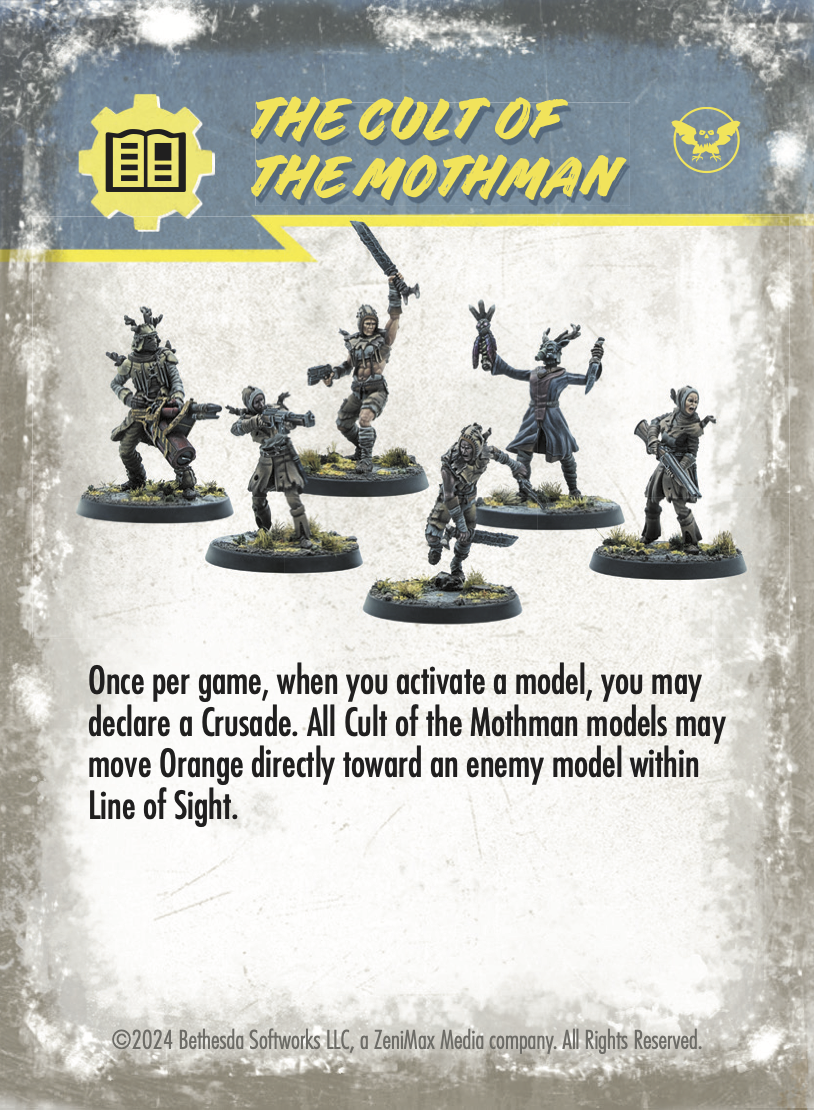 THE CULT OF
THE MOTHMAN
Once per game, when you activate a model, you may
declare a Crusade. All Cult of the Mothman models may
move Orange directly toward an enemy model within
Line of Sight.
©2024 Bethesda Softworks LLC, a ZeniMax Media company. All Rights Reserved.